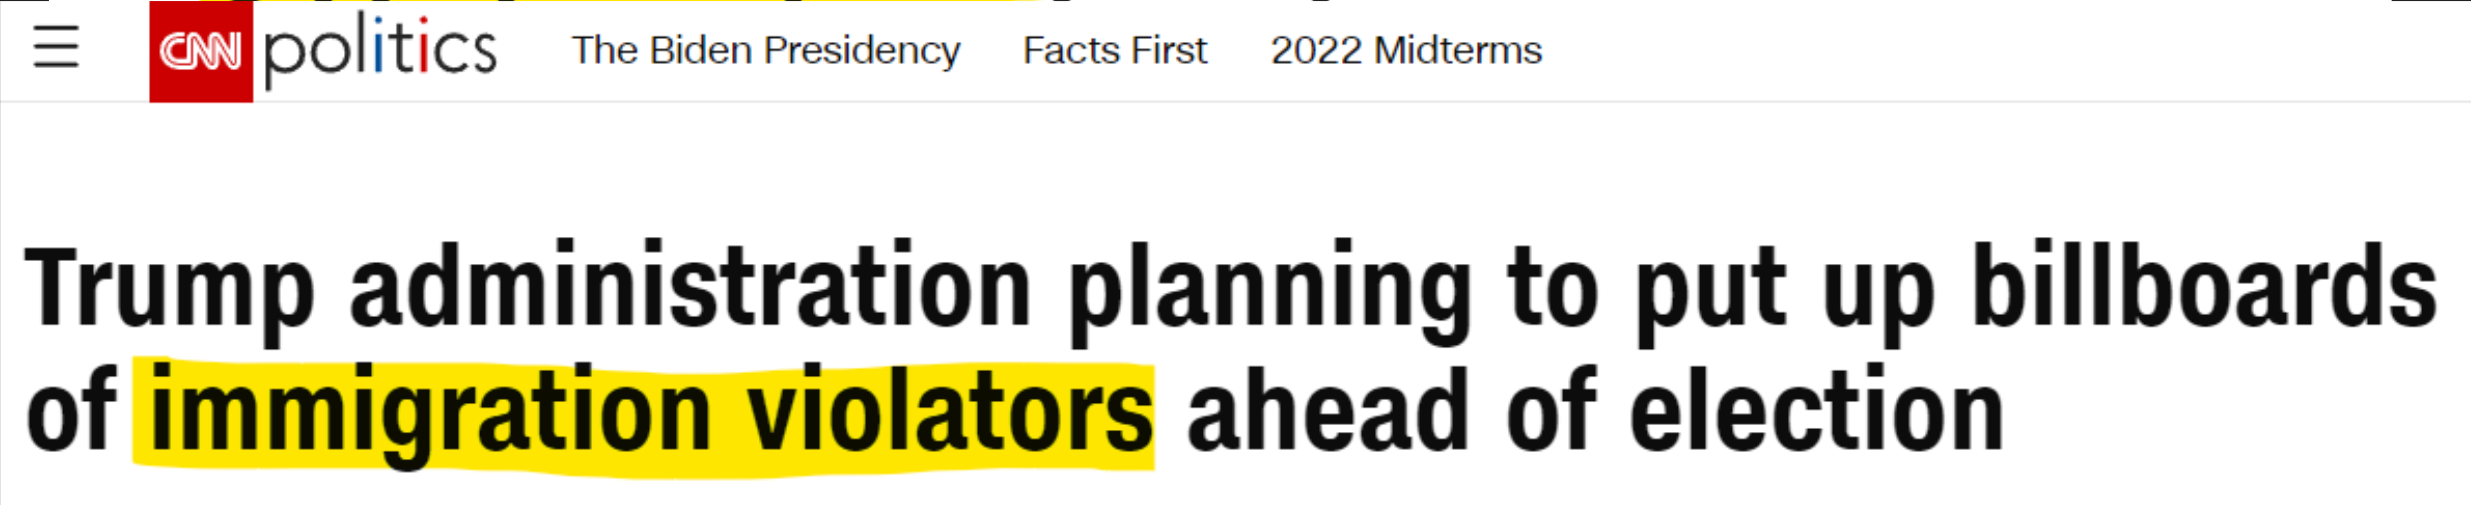 CNN politics The Biden Presidency Facts First 2022 Midterms
Trump administration planning to put up billboards
of immigration violators ahead of election